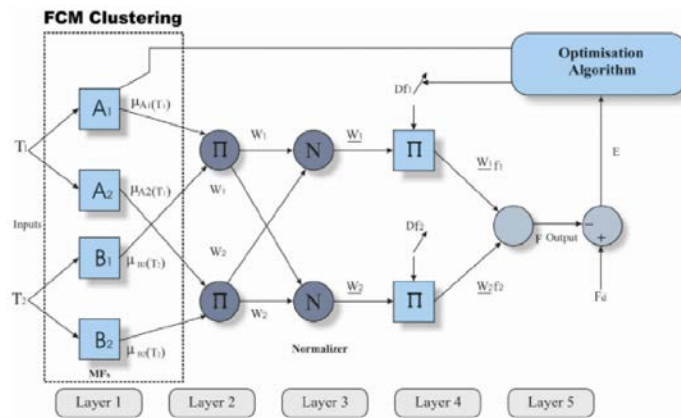 FCM Clustering
Optimisation
Algorithm
A1
μA1(T1)
Df1
T1
Π
W1
N
W1
Π
W1f1
E
A2
μA2(T1)
W1
Inputs
B1
μB1(T2)
W2
Df2
F Output
−
+
T2
Π
W2
N
W2
Π
W2f2
Fd
B2
μB2(T2)
Normalizer
MFs
Layer 1
Layer 2
Layer 3
Layer 4
Layer 5